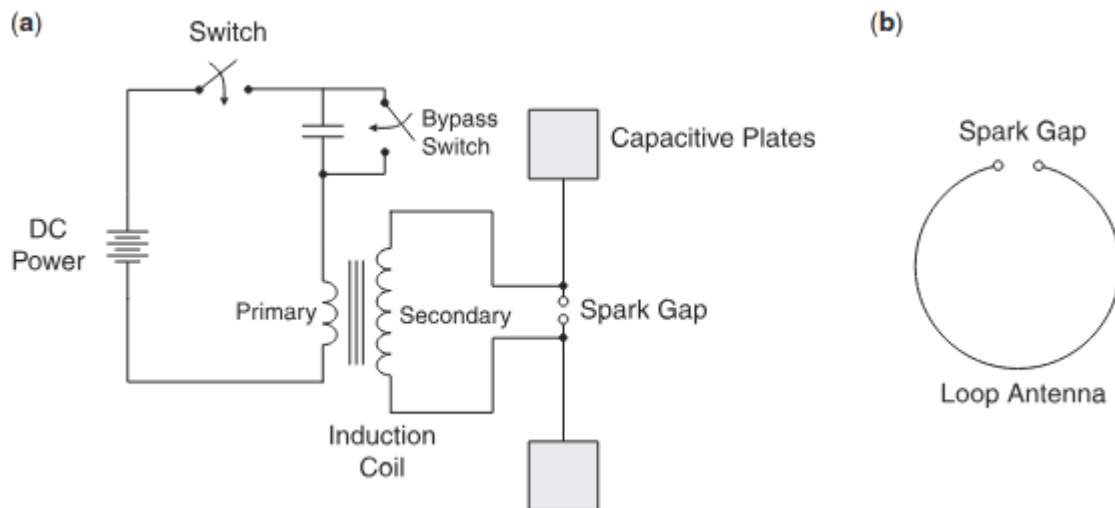 (a)
Switch
Bypass
Switch
Capacitive Plates
DC
Power
Primary
Secondary
Spark Gap
Induction
Coil
(b)
Spark Gap
Loop Antenna